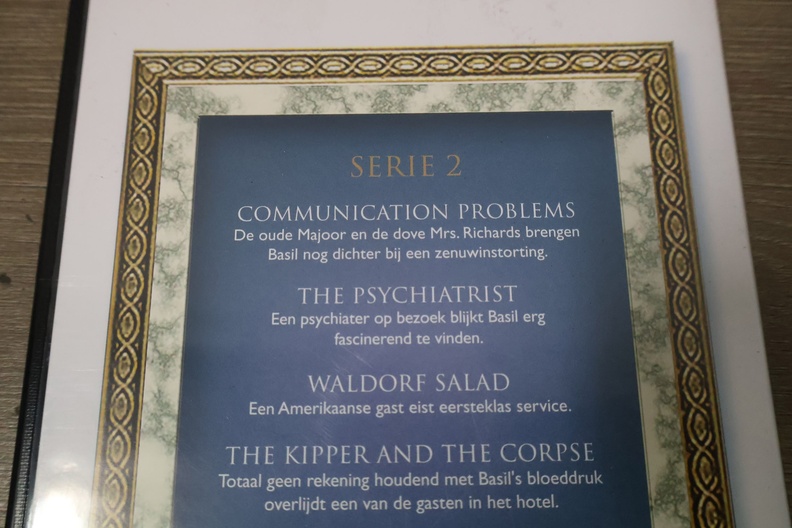 SERIE 2
COMMUNICATION PROBLEMS
De oude Majoor en de dove Mrs. Richards brengen
Basil nog dichter bij een zenuwinstorting.
THE PSYCHIATRIST
Een psychiater op bezoek blijkt Basil erg
fascinerend te vinden.
WALDORF SALAD
Een Amerikaanse gast eist eersteklas service.
THE KIPPER AND THE CORPSE
Totaal geen rekening houdend met Basil's bloeddruk
overlijdt een van de gasten in het hotel.